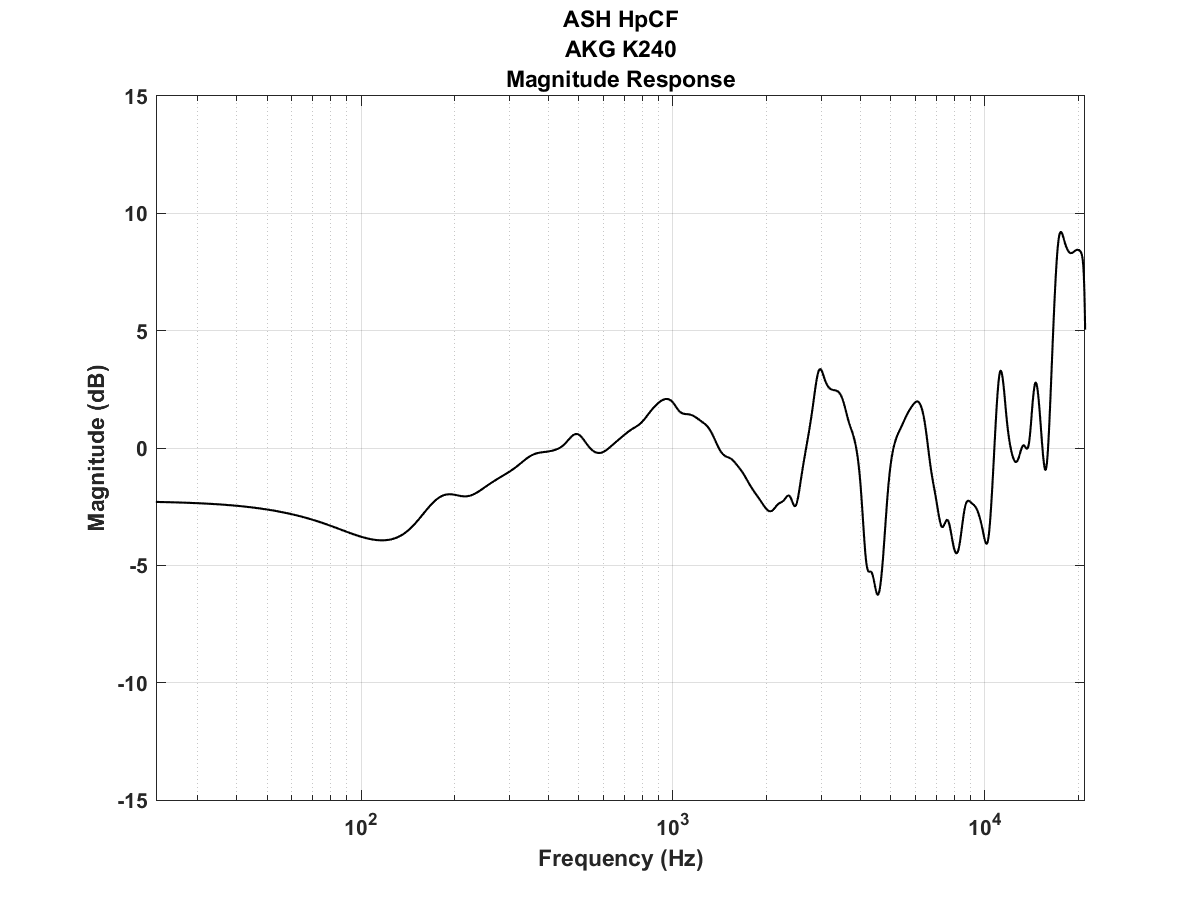 ASH HpCF
AKG K240
Magnitude Response
15
10
5
0
-5
-10
-15
Magnitude (dB)
10² 10³ 10⁴
Frequency (Hz)